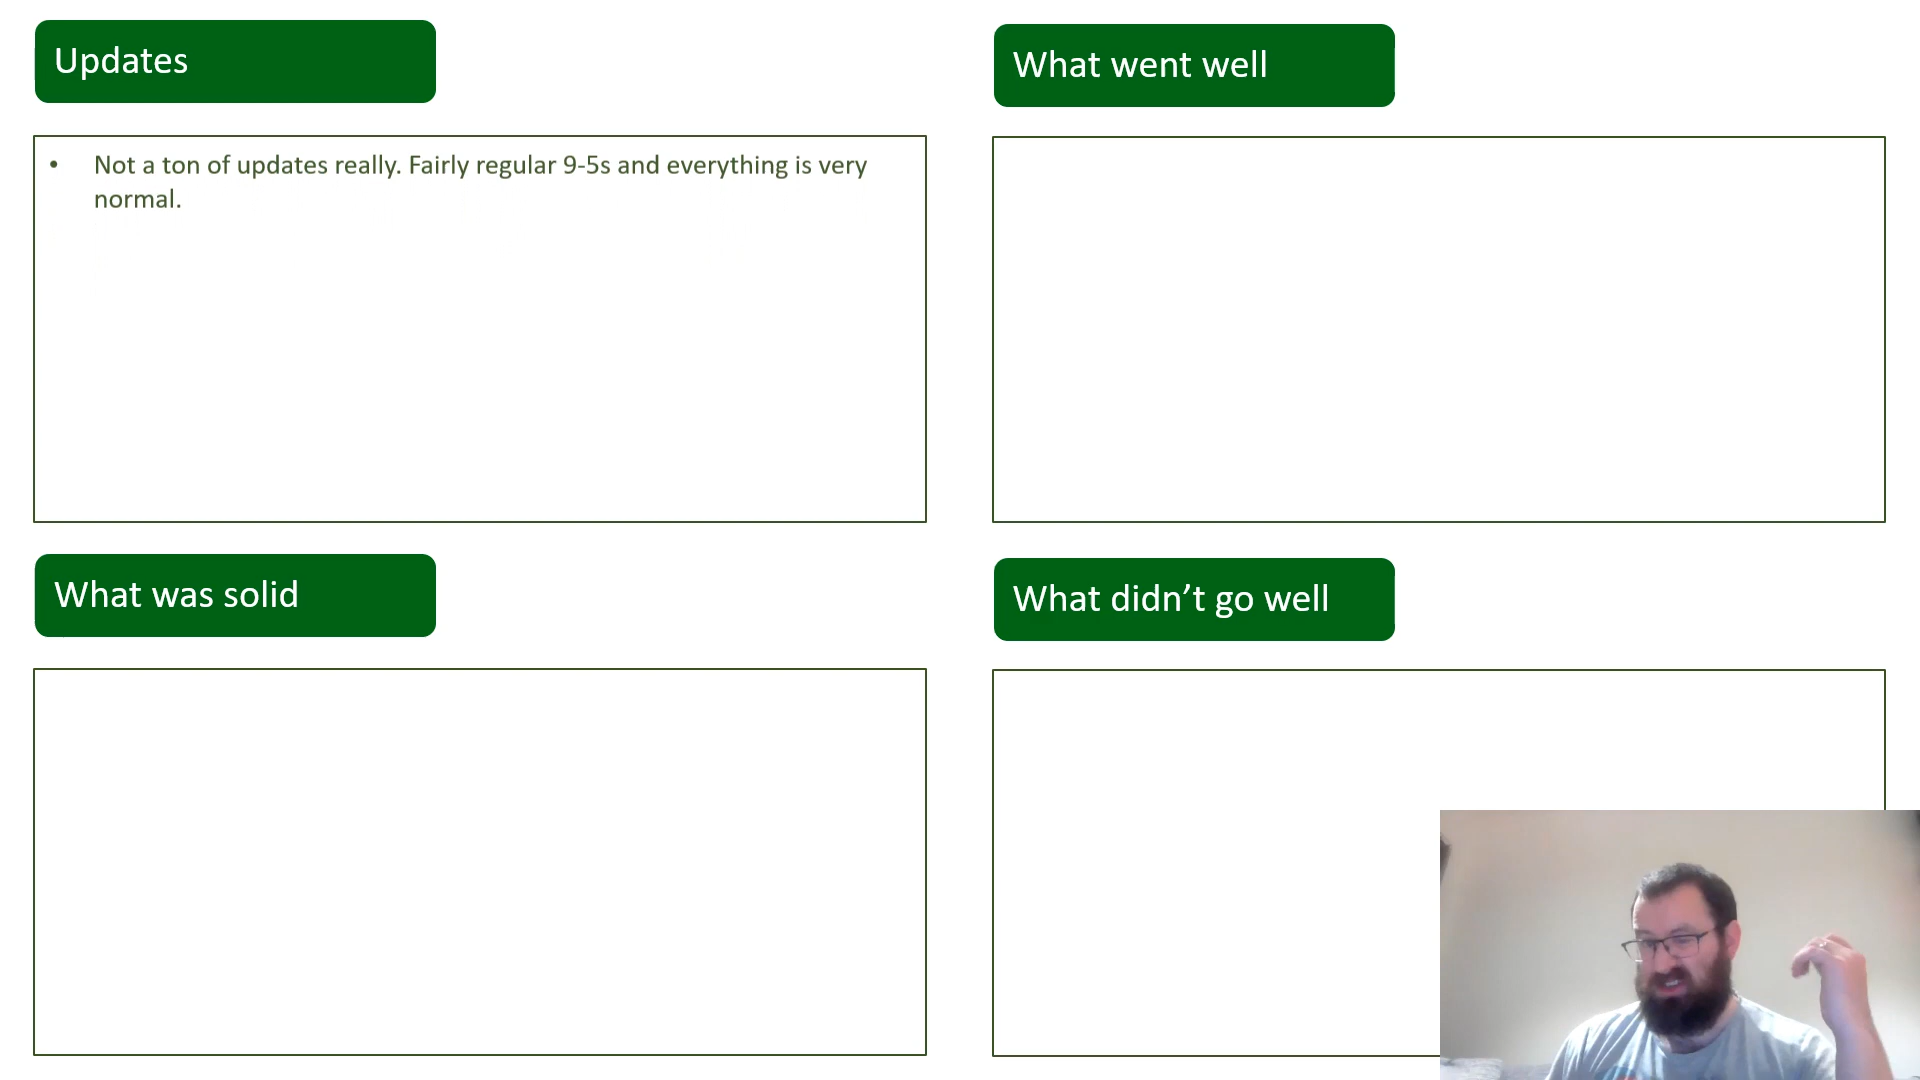 Updates
• Not a ton of updates really. Fairly regular 9-5s and everything is very
normal.
What went well
What was solid
What didn’t go well